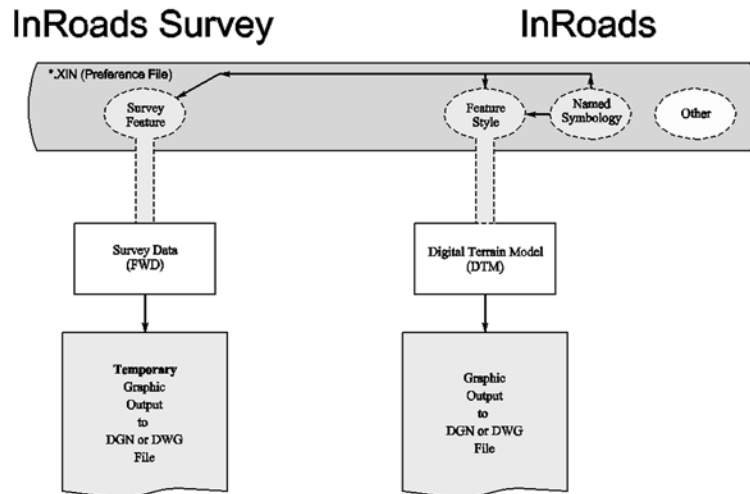 InRoads Survey
InRoads
*.XIN (Preference File)
Survey
Feature
Feature
Style
Named
Symbology
Other
Survey Data
(FWD)
Digital Terrain Model
(DTM)
Temporary
Graphic
Output
to
DGN or DWG
File
Graphic
Output
to
DGN or DWG
File